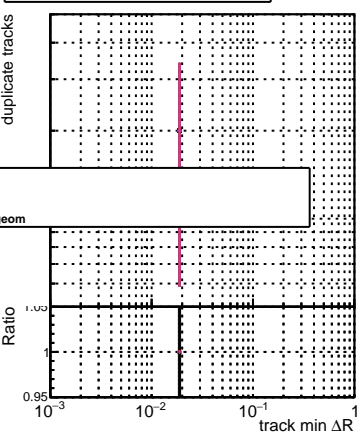 duplicate tracks
eom
Ratio
1.05
1
0.95
10⁻³ 10⁻² 10⁻¹ 1
track min ΔR